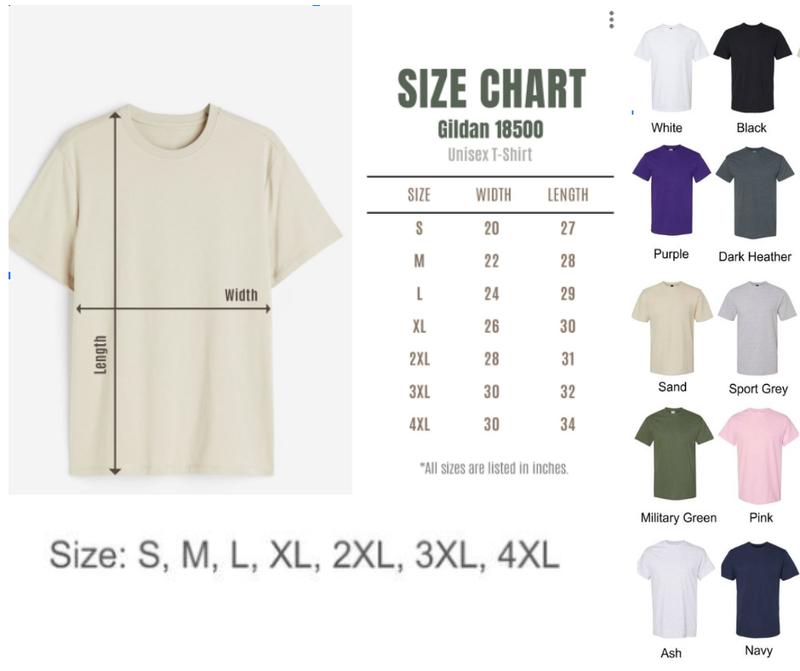 SIZE CHART
Gildan 18500
Unisex T-Shirt
SIZE WIDTH LENGTH
S 20 27
M 22 28
L 24 29
XL 26 30
2XL 28 31
3XL 30 32
4XL 30 34
*All sizes are listed in inches.
Width
Length
Size: S, M, L, XL, 2XL, 3XL, 4XL
White Black
Purple Dark Heather
Sand Sport Grey
Military Green Pink
Ash Navy